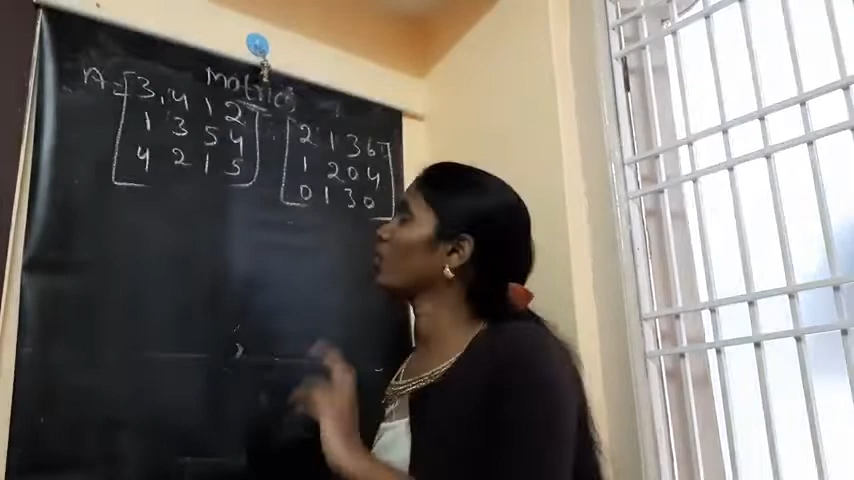 Matrices
A = [3, 4 1 2 [2 1 3 6]
1 3 5 4 1 2 0 4
4 2 1 5] 0 1 3 0]